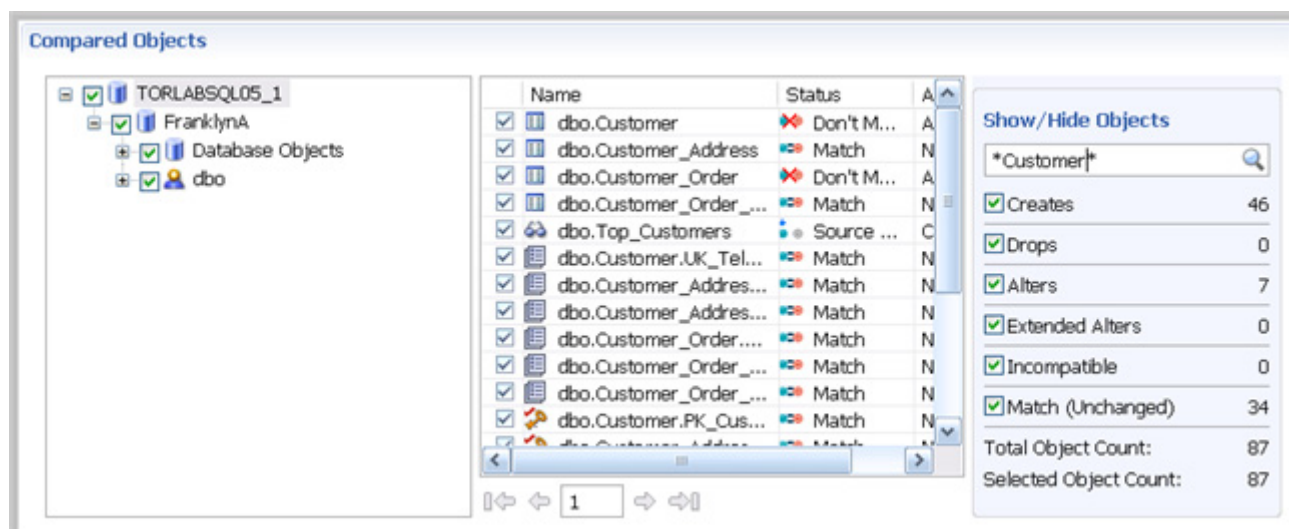 Compared Objects
TORLABSQL05_1
FranklynA
Database Objects
dbo
Name Status A
dbo.Customer Don't M... A
dbo.Customer_Address Match N
dbo.Customer_Order Don't M... A
dbo.Customer_Order_... Match N
dbo.Top_Customers Source ... C
dbo.Customer.UK_Tel... Match N
dbo.Customer_Addres... Match N
dbo.Customer_Addres... Match N
dbo.Customer_Order.... Match N
dbo.Customer_Order_... Match N
dbo.Customer_Order_... Match N
dbo.Customer.PK_Cus... Match N
1
Show/Hide Objects
*Customer*
Creates 46
Drops 0
Alters 7
Extended Alters 0
Incompatible 0
Match (Unchanged) 34
Total Object Count: 87
Selected Object Count: 87